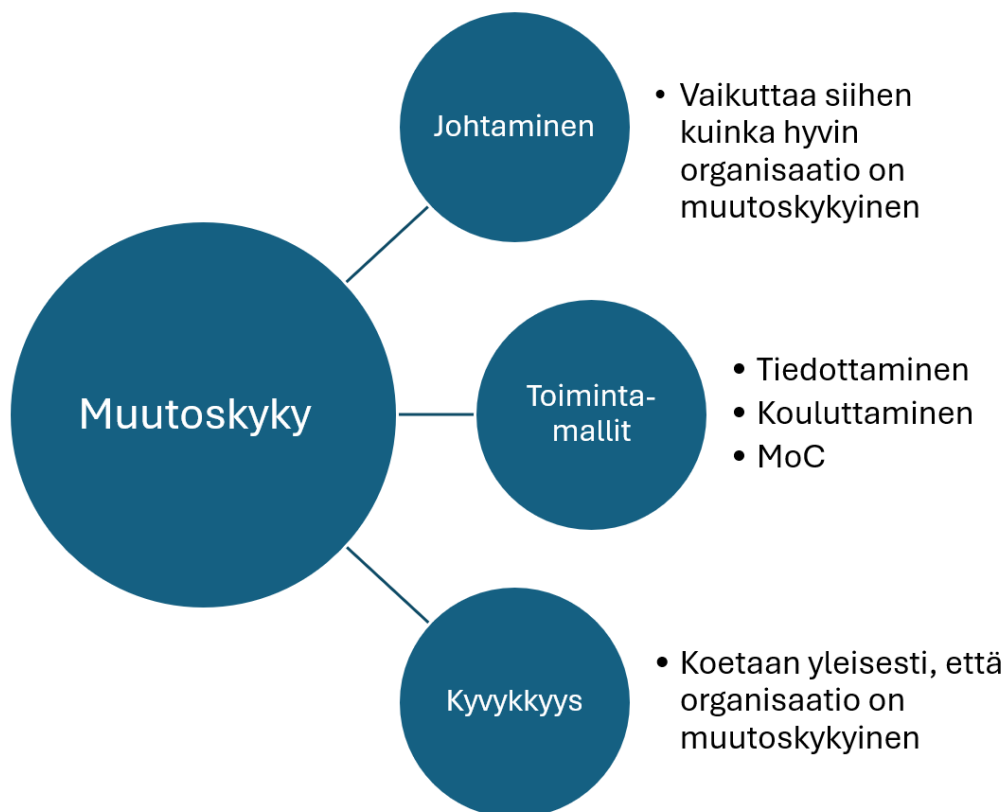 Johtaminen
• Vaikuttaa siihen
kuinka hyvin
organisaatio on
muutoskykyinen
Muutoskyky
Toiminta-
mallit
• Tiedottaminen
• Kouluttaminen
• MoC
Kyvykkyys
• Koetaan yleisesti, että
organisaatio on
muutoskykyinen